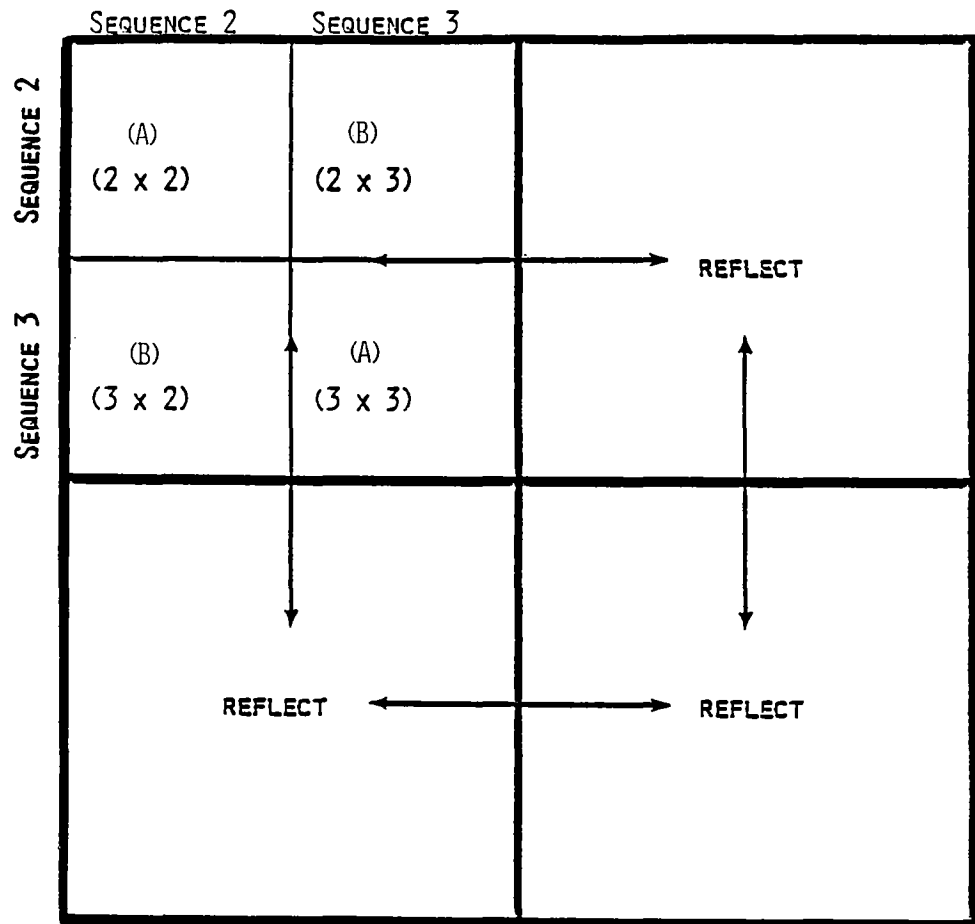 SEQUENCE 2 SEQUENCE 3
SEQUENCE 2
(A) (B)
(2 x 2) (2 x 3)
REFLECT
SEQUENCE 3
(B) (A)
(3 x 2) (3 x 3)
REFLECT REFLECT